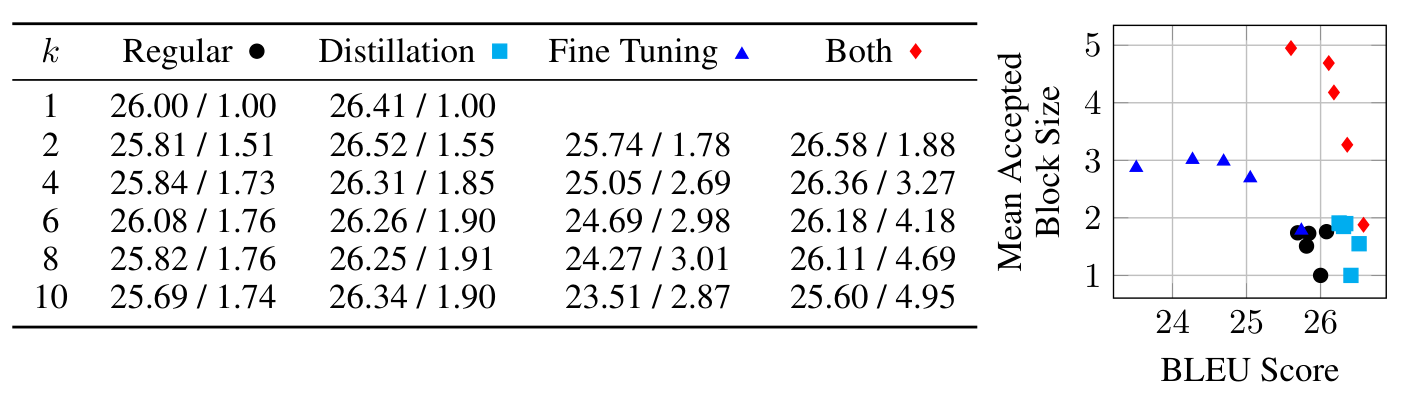 k Regular ● Distillation ■ Fine Tuning ▲ Both ♦
1 26.00 / 1.00 26.41 / 1.00
2 25.81 / 1.51 26.52 / 1.55 25.74 / 1.78 26.58 / 1.88
4 25.84 / 1.73 26.31 / 1.85 25.05 / 2.69 26.36 / 3.27
6 26.08 / 1.76 26.26 / 1.90 24.69 / 2.98 26.18 / 4.18
8 25.82 / 1.76 26.25 / 1.91 24.27 / 3.01 26.11 / 4.69
10 25.69 / 1.74 26.34 / 1.90 23.51 / 2.87 25.60 / 4.95
Mean Accepted
Block Size
5
4
3
2
1
24 25 26
BLEU Score